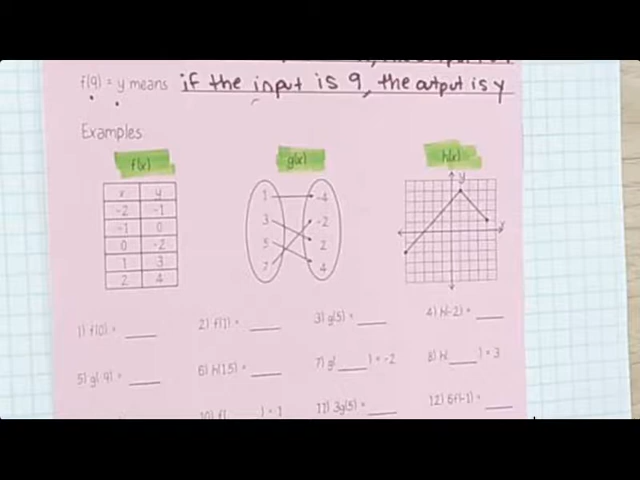 f(9) = y means if the input is 9, the output is y
Examples
f(x) g(x) h(x)
x y
-2 -1
-1 0
0 -2
1 3
2 4
1 -4
3 -2
5 2
7 4
y
x
1) f(0) = ____ 2) f(1) = ____ 3) g(5) = ____ 4) h(-2) = ____
5) g(-4) = ____ 6) h(1.5) = ____ 7) g(____) = -2 8) h(____) = 3
10) f(____) = 1 11) 3g(5) = ____ 12) 6f(-1) = ____